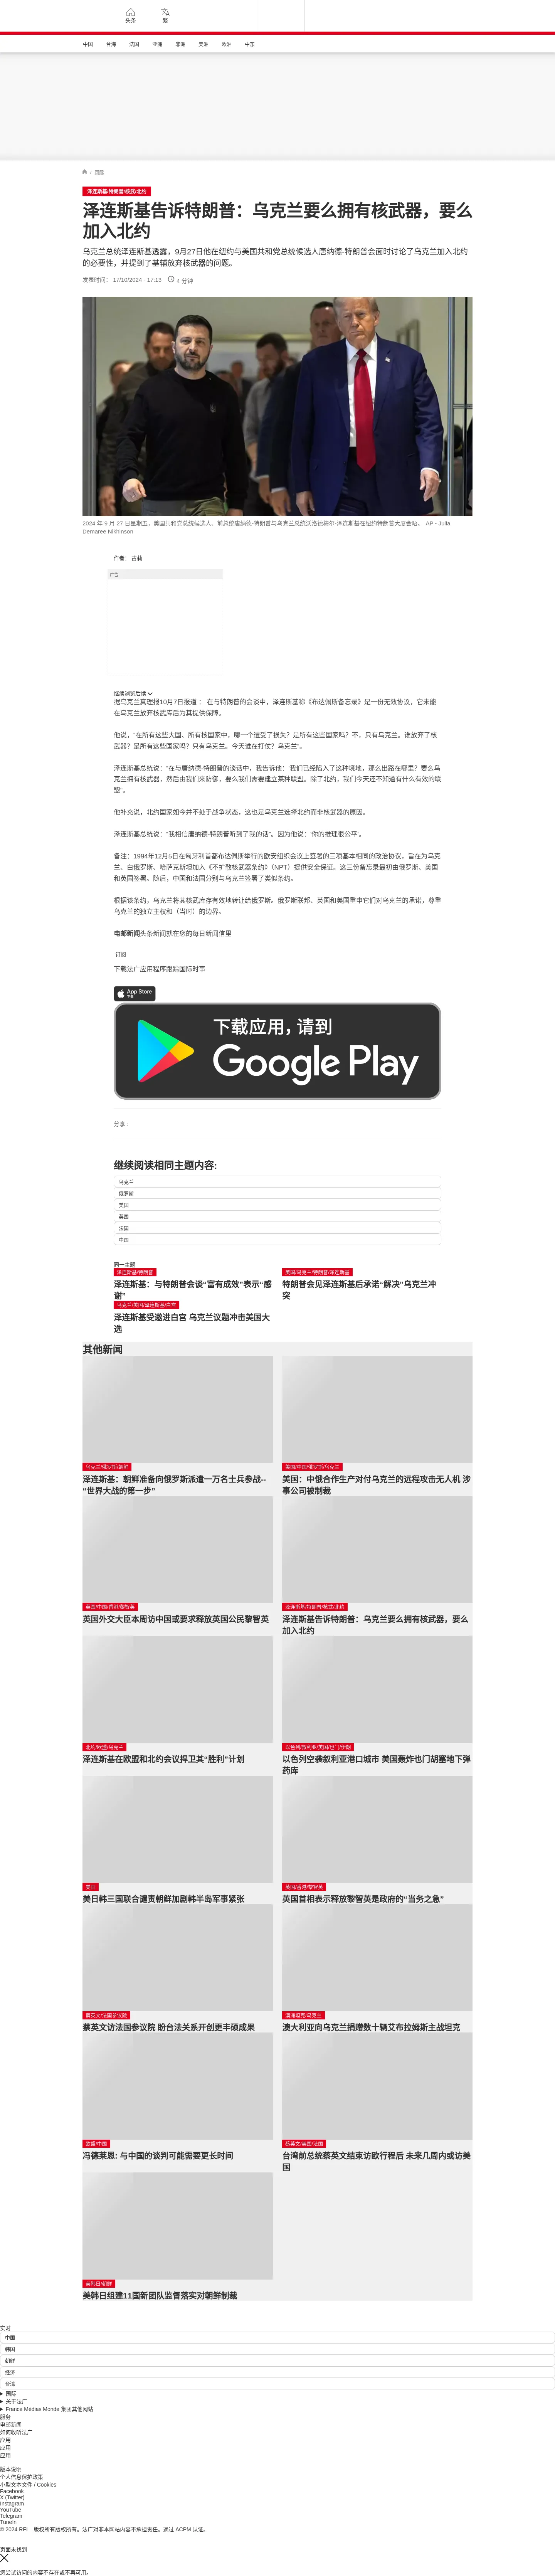 头条
繁
中国 台海 法国 亚洲 非洲 美洲 欧洲 中东
/ 国际
泽连斯基/特朗普/核武/北约
泽连斯基告诉特朗普：乌克兰要么拥有核武器，要么
加入北约
乌克兰总统泽连斯基透露，9月27日他在纽约与美国共和党总统候选人唐纳德-特朗普会面时讨论了乌克兰加入北约
的必要性，并提到了基辅放弃核武器的问题。
发表时间： 17/10/2024 - 17:13 4 分钟
2024 年 9 月 27 日星期五，美国共和党总统候选人、前总统唐纳德-特朗普与乌克兰总统沃洛德梅尔-泽连斯基在纽约特朗普大厦会晤。 AP - Julia
Demaree Nikhinson
作者： 古莉
广告
继续浏览后续
据乌克兰真理报10月7日报道 ： 在与特朗普的会谈中，泽连斯基称《布达佩斯备忘录》是一份无效协议，它未能
在乌克兰放弃核武库后为其提供保障。
他说，“在所有这些大国、所有核国家中，哪一个遭受了损失？是所有这些国家吗？不，只有乌克兰。谁放弃了核
武器？是所有这些国家吗？只有乌克兰。今天谁在打仗？乌克兰”。
泽连斯基总统说：“在与唐纳德-特朗普的谈话中，我告诉他：‘我们已经陷入了这种境地，那么出路在哪里？要么乌
克兰拥有核武器，然后由我们来防御，要么我们需要建立某种联盟。除了北约，我们今天还不知道有什么有效的联
盟”。
他补充说，北约国家如今并不处于战争状态，这也是乌克兰选择北约而非核武器的原因。
泽连斯基总统说：“我相信唐纳德-特朗普听到了我的话”。因为他说：‘你的推理很公平’。
备注：1994年12月5日在匈牙利首都布达佩斯举行的欧安组织会议上签署的三项基本相同的政治协议，旨在为乌克
兰、白俄罗斯、哈萨克斯坦加入《不扩散核武器条约》（NPT）提供安全保证。这三份备忘录最初由俄罗斯、美国
和英国签署。随后，中国和法国分别与乌克兰签署了类似条约。
根据该条约，乌克兰将其核武库存有效地转让给俄罗斯。俄罗斯联邦、英国和美国重申它们对乌克兰的承诺，尊重
乌克兰的独立主权和（当时）的边界。
电邮新闻头条新闻就在您的每日新闻信里
订阅
下载法广应用程序跟踪国际时事
App Store
下载
下载应用，请到
Google Play
分享 :
继续阅读相同主题内容:
乌克兰
俄罗斯
美国
英国
法国
中国
同一主题
泽连斯基/特朗普
泽连斯基：与特朗普会谈“富有成效”表示“感
谢”
美国/乌克兰/特朗普/泽连斯基
特朗普会见泽连斯基后承诺“解决”乌克兰冲
突
乌克兰/美国/泽连斯基/白宫
泽连斯基受邀进白宫 乌克兰议题冲击美国大
选
其他新闻
乌克兰/俄罗斯/朝鲜
泽连斯基：朝鲜准备向俄罗斯派遣一万名士兵参战--
“世界大战的第一步”
美国/中国/俄罗斯/乌克兰
美国：中俄合作生产对付乌克兰的远程攻击无人机 涉
事公司被制裁
英国/中国/香港/黎智英
英国外交大臣本周访中国或要求释放英国公民黎智英
泽连斯基/特朗普/核武/北约
泽连斯基告诉特朗普：乌克兰要么拥有核武器，要么
加入北约
北约/欧盟/乌克兰
泽连斯基在欧盟和北约会议捍卫其“胜利”计划
以色列/叙利亚/美国/也门/伊朗
以色列空袭叙利亚港口城市 美国轰炸也门胡塞地下弹
药库
美国
美日韩三国联合谴责朝鲜加剧韩半岛军事紧张
英国/香港/黎智英
英国首相表示释放黎智英是政府的“当务之急”
蔡英文/法国参议院
蔡英文访法国参议院 盼台法关系开创更丰硕成果
澳洲坦克/乌克兰
澳大利亚向乌克兰捐赠数十辆艾布拉姆斯主战坦克
欧盟/中国
冯德莱恩: 与中国的谈判可能需要更长时间
蔡英文/美国/法国
台湾前总统蔡英文结束访欧行程后 未来几周内或访美
国
美韩日/朝鲜
美韩日组建11国新团队监督落实对朝鲜制裁
实时
中国
韩国
朝鲜
经济
台湾
国际
关于法广
France Médias Monde 集团其他网站
服务
电邮新闻
如何收听法广
应用
应用
应用
版本说明
个人信息保护政策
小型文本文件 / Cookies
Facebook
X (Twitter)
Instagram
YouTube
Telegram
TuneIn
© 2024 RFI – 版权所有版权所有。法广对非本网站内容不承担责任。通过 ACPM 认证。
页面未找到
您尝试访问的内容不存在或不再可用。